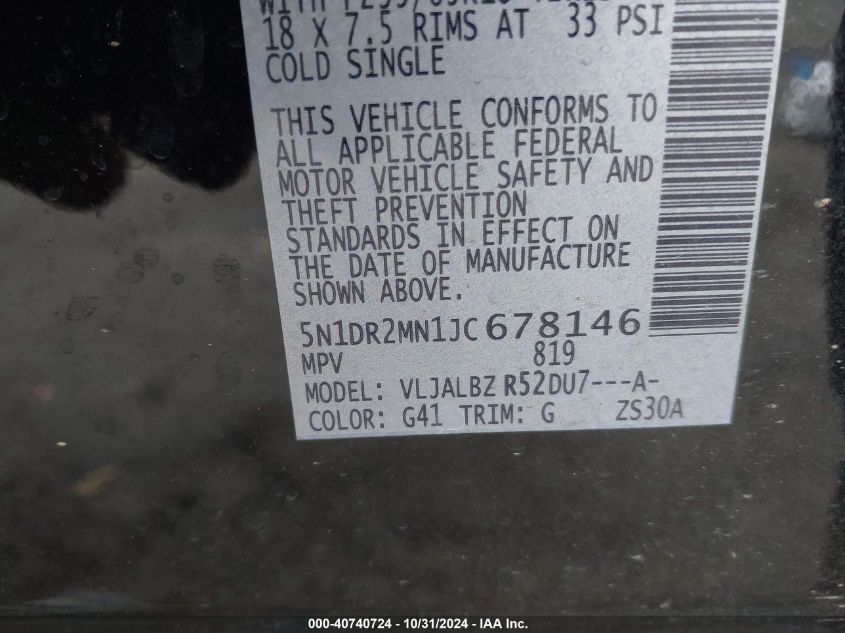 18 X 7.5 RIMS AT 33 PSI
COLD SINGLE
THIS VEHICLE CONFORMS TO
ALL APPLICABLE FEDERAL
MOTOR VEHICLE SAFETY AND
THEFT PREVENTION
STANDARDS IN EFFECT ON
THE DATE OF MANUFACTURE
SHOWN ABOVE.
5N1DR2MN1JC678146
MPV 819
MODEL: VLJALBZ R52DU7---A-
COLOR: G41 TRIM: G ZS30A
000-40740724 - 10/31/2024 - IAA Inc.